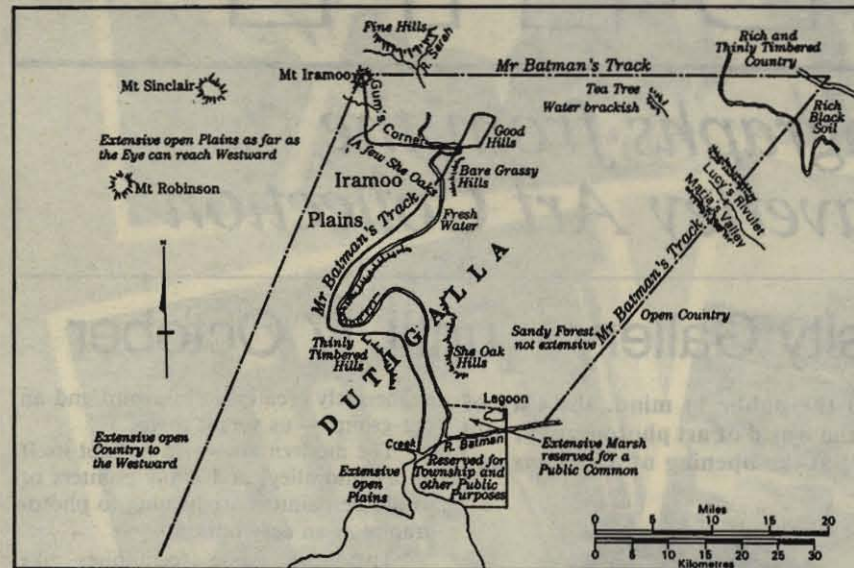 Pine Hills
R. Sarah
Mt Iramoo
Mr Batman's Track
Rich and
Thinly Timbered
Country
Mt Sinclair
Gum's Corner
Tea Tree
Water brackish
Rich
Black
Soil
Extensive open Plains as far as
the Eye can reach Westward
A few She Oaks
Good
Hills
Mt Robinson
Iramoo
Plains
Bare Grassy
Hills
Lucy's Rivulet
Maria's Valley
N
Mr Batman's Track
Fresh
Water
Mr Batman's Track
DUTIGALLA
Open Country
Sandy Forest
not extensive
Thinly
Timbered
Hills
She Oak
Hills
Lagoon
Extensive open
Country to
the Westward
Creek
R. Batman
Extensive Marsh
reserved for a
Public Common
Extensive
open
Plains
Reserved for
Township and
other Public
Purposes
Miles
0 5 10 15 20
0 5 10 15 20 25 30
Kilometres